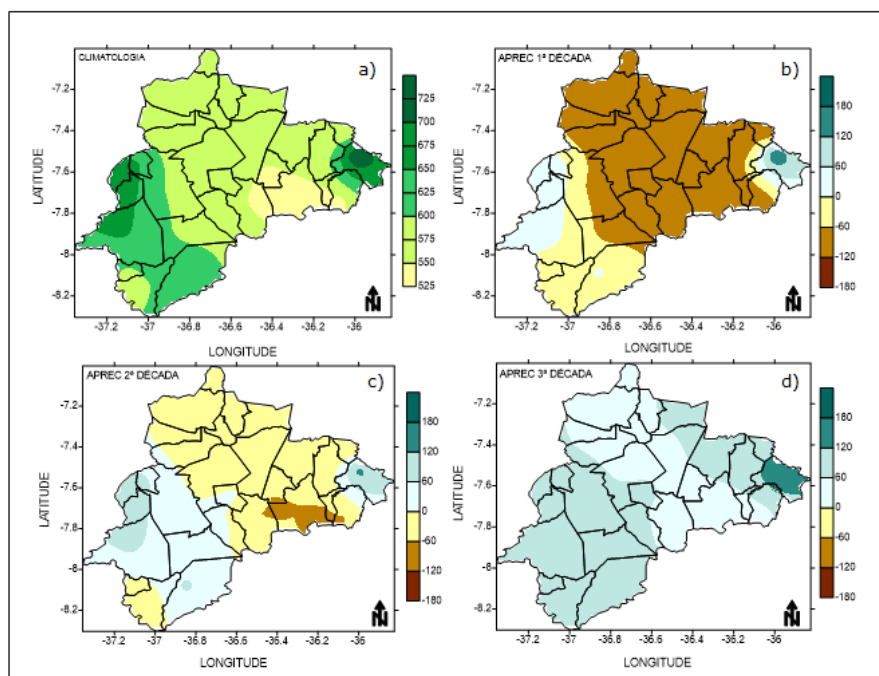 CLIMATOLOGIA
a)
-7.2
-7.4
-7.6
-7.8
-8
-8.2
LATITUDE
-37.2 -37 -36.8 -36.6 -36.4 -36.2 -36
LONGITUDE
N
725
700
675
650
625
600
575
550
525
APREC 1ª DÉCADA
b)
-7.2
-7.4
-7.6
-7.8
-8
-8.2
LATITUDE
-37.2 -37 -36.8 -36.6 -36.4 -36.2 -36
LONGITUDE
N
180
120
60
0
-60
-120
-180
APREC 2ª DÉCADA
c)
-7.2
-7.4
-7.6
-7.8
-8
-8.2
LATITUDE
-37.2 -37 -36.8 -36.6 -36.4 -36.2 -36
LONGITUDE
N
180
120
60
0
-60
-120
-180
APREC 3ª DÉCADA
d)
-7.2
-7.4
-7.6
-7.8
-8
-8.2
LATITUDE
-37.2 -37 -36.8 -36.6 -36.4 -36.2 -36
LONGITUDE
N
180
120
60
0
-60
-120
-180